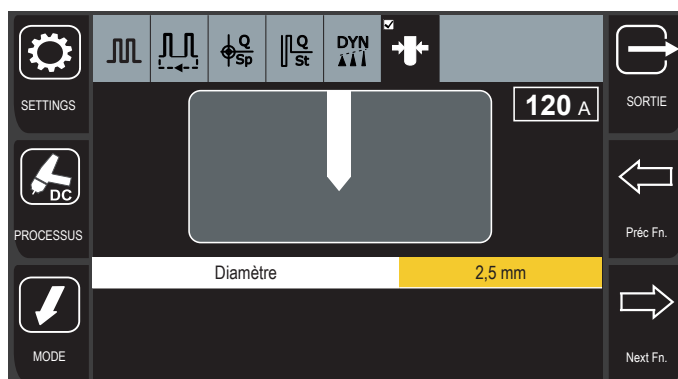 Q
Sp
Q
St
DYN
SETTINGS
120 A
SORTIE
DC
PROCESSUS
Préc Fn.
Diamètre
2,5 mm
MODE
Next Fn.